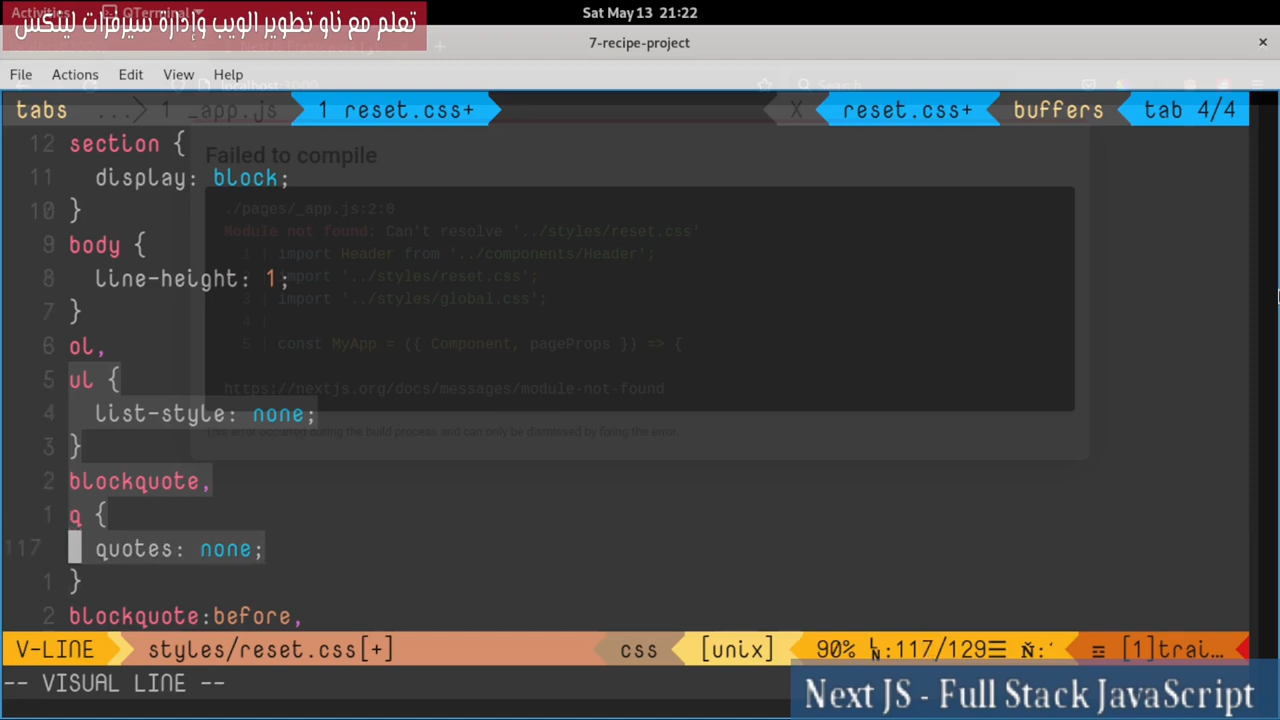 Activities QTerminal
Sat May 13 21:22
تعلم مع ناو تطوير الويب وإدارة سيرفرات لينكس
7-recipe-project
×
File Actions Edit View Help
localhost:3000
Search
tabs ... 1 _app.js 1 reset.css+ X reset.css+ buffers tab 4/4
12 section {
11 display: block;
10 }
9 body {
8 line-height: 1;
7 }
6 ol,
5 ul {
4 list-style: none;
3 }
2 blockquote,
1 q {
117 quotes: none;
1 }
2 blockquote:before,
Failed to compile
./pages/_app.js:2:0
Module not found: Can't resolve '../styles/reset.css'
1 | import Header from '../components/Header';
2 | import '../styles/reset.css';
3 | import '../styles/global.css';
4 |
5 | const MyApp = ({ Component, pageProps }) => {
https://nextjs.org/docs/messages/module-not-found
This error occurred during the build process and can only be dismissed by fixing the error.
V-LINE styles/reset.css[+] css [unix] 90% :117/129 ☰ [1]trai...
-- VISUAL LINE --
Next JS - Full Stack JavaScript